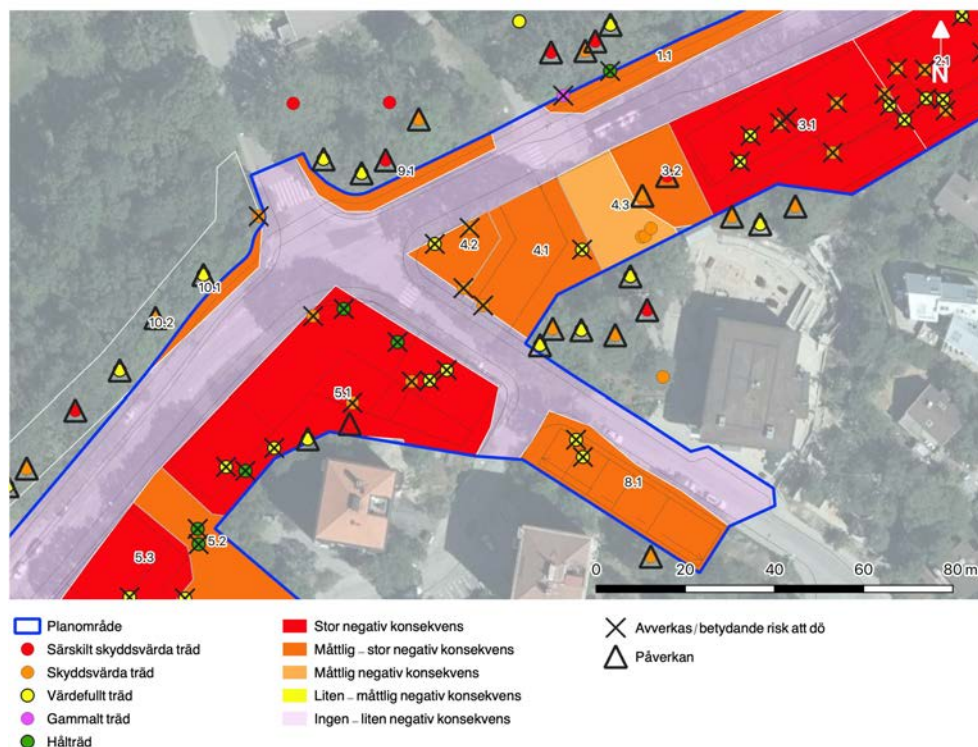 1.1
2.1
N
3.1
3.2
9.1
4.3
4.2
4.1
10.1
10.2
5.1
8.1
5.2
5.3
0 20 40 60 80 m
Planområde
Särskilt skyddsvärda träd
Skyddsvärda träd
Värdefullt träd
Gammalt träd
Hålträd
Stor negativ konsekvens
Måttlig - stor negativ konsekvens
Måttlig negativ konsekvens
Liten - måttlig negativ konsekvens
Ingen - liten negativ konsekvens
Avverkas/betydande risk att dö
Påverkan